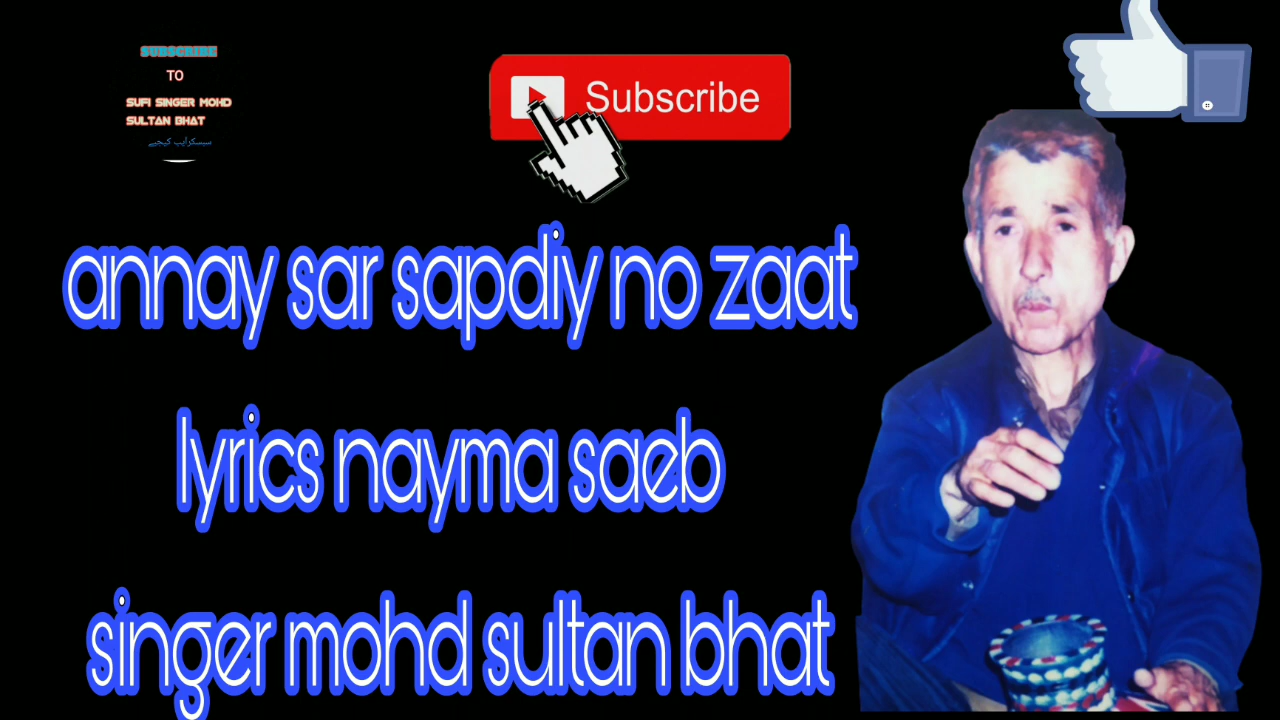 SUBSCRIBE
TO
SUFI SINGER MOHD
SULTAN BHAT
سبسکرایب کیجیے
Subscribe
annay sar sapdiy no zaat
lyrics nayma saeb
singer mohd sultan bhat